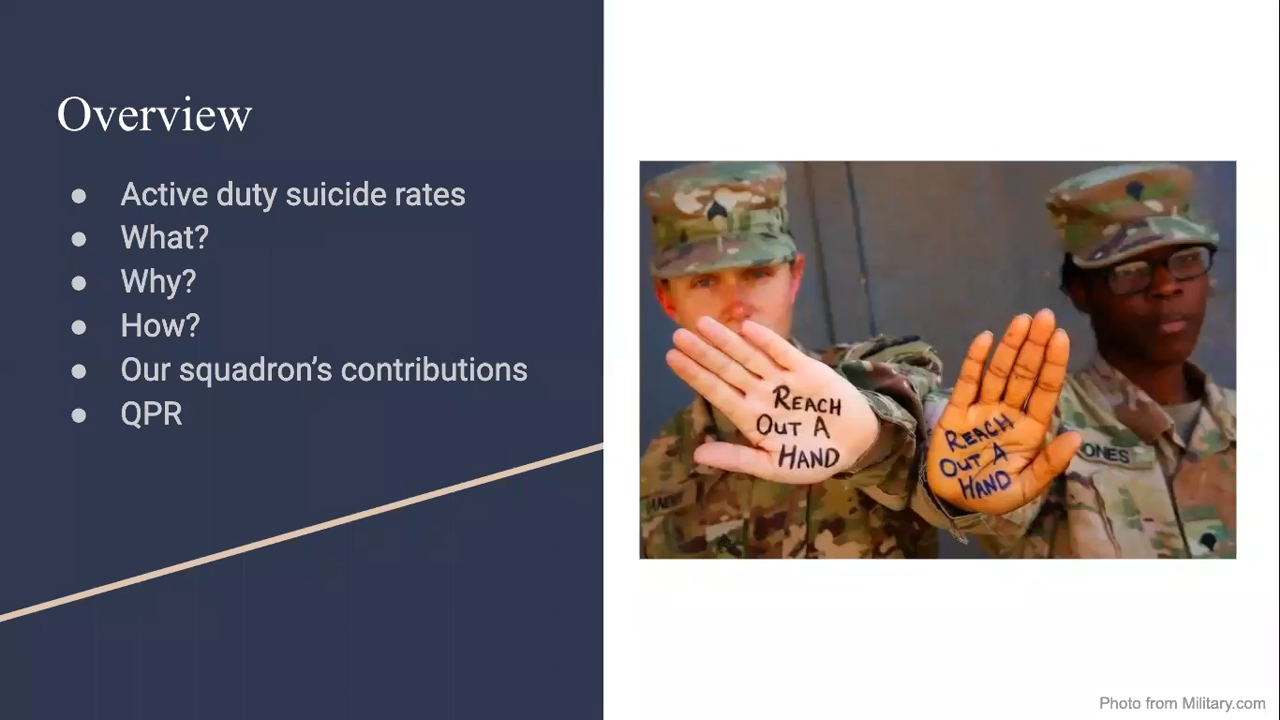 Overview
● Active duty suicide rates
● What?
● Why?
● How?
● Our squadron’s contributions
● QPR
REACH
OUT A
HAND
REACH
OUT A
HAND
ONES
Photo from Military.com